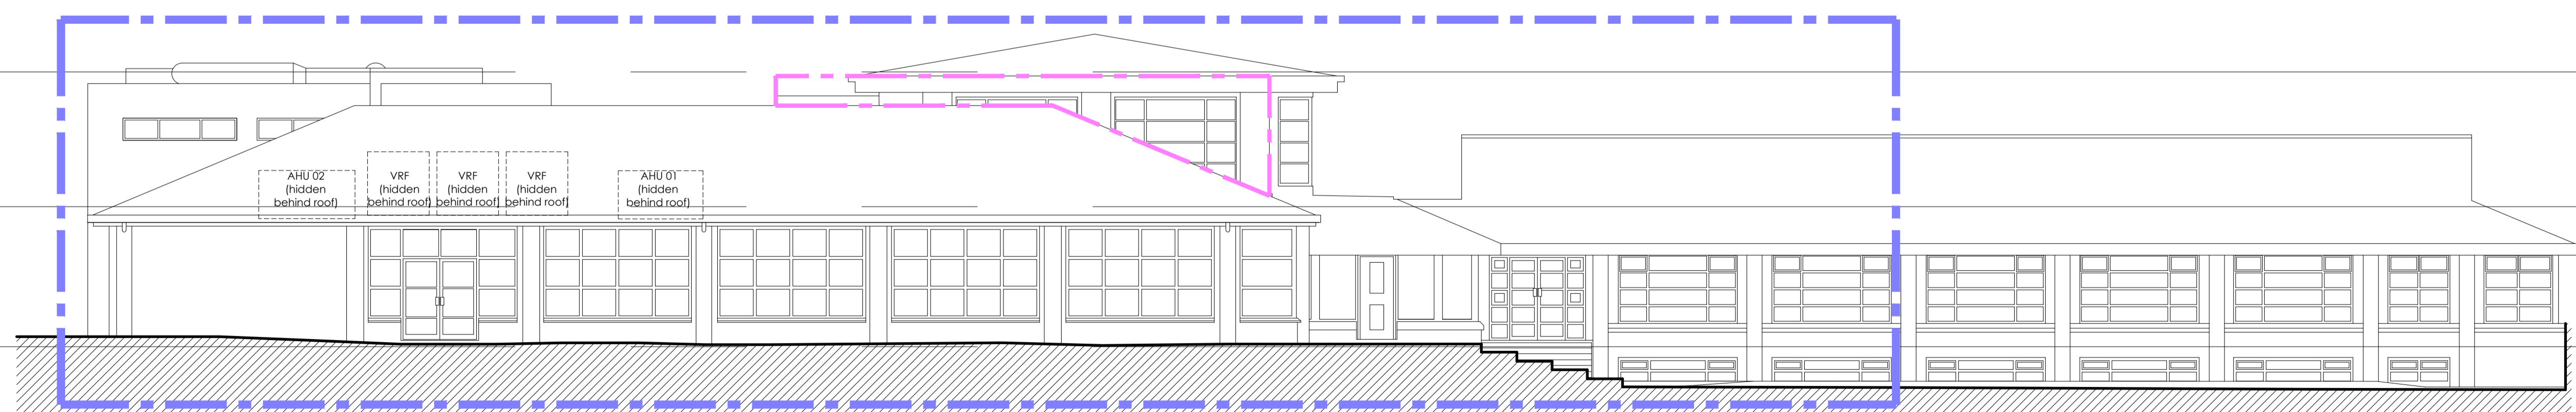 AHU 02
(hidden
behind roof)
VRF
(hidden
behind roof)
VRF
(hidden
behind roof)
VRF
(hidden
behind roof)
AHU 01
(hidden
behind roof)